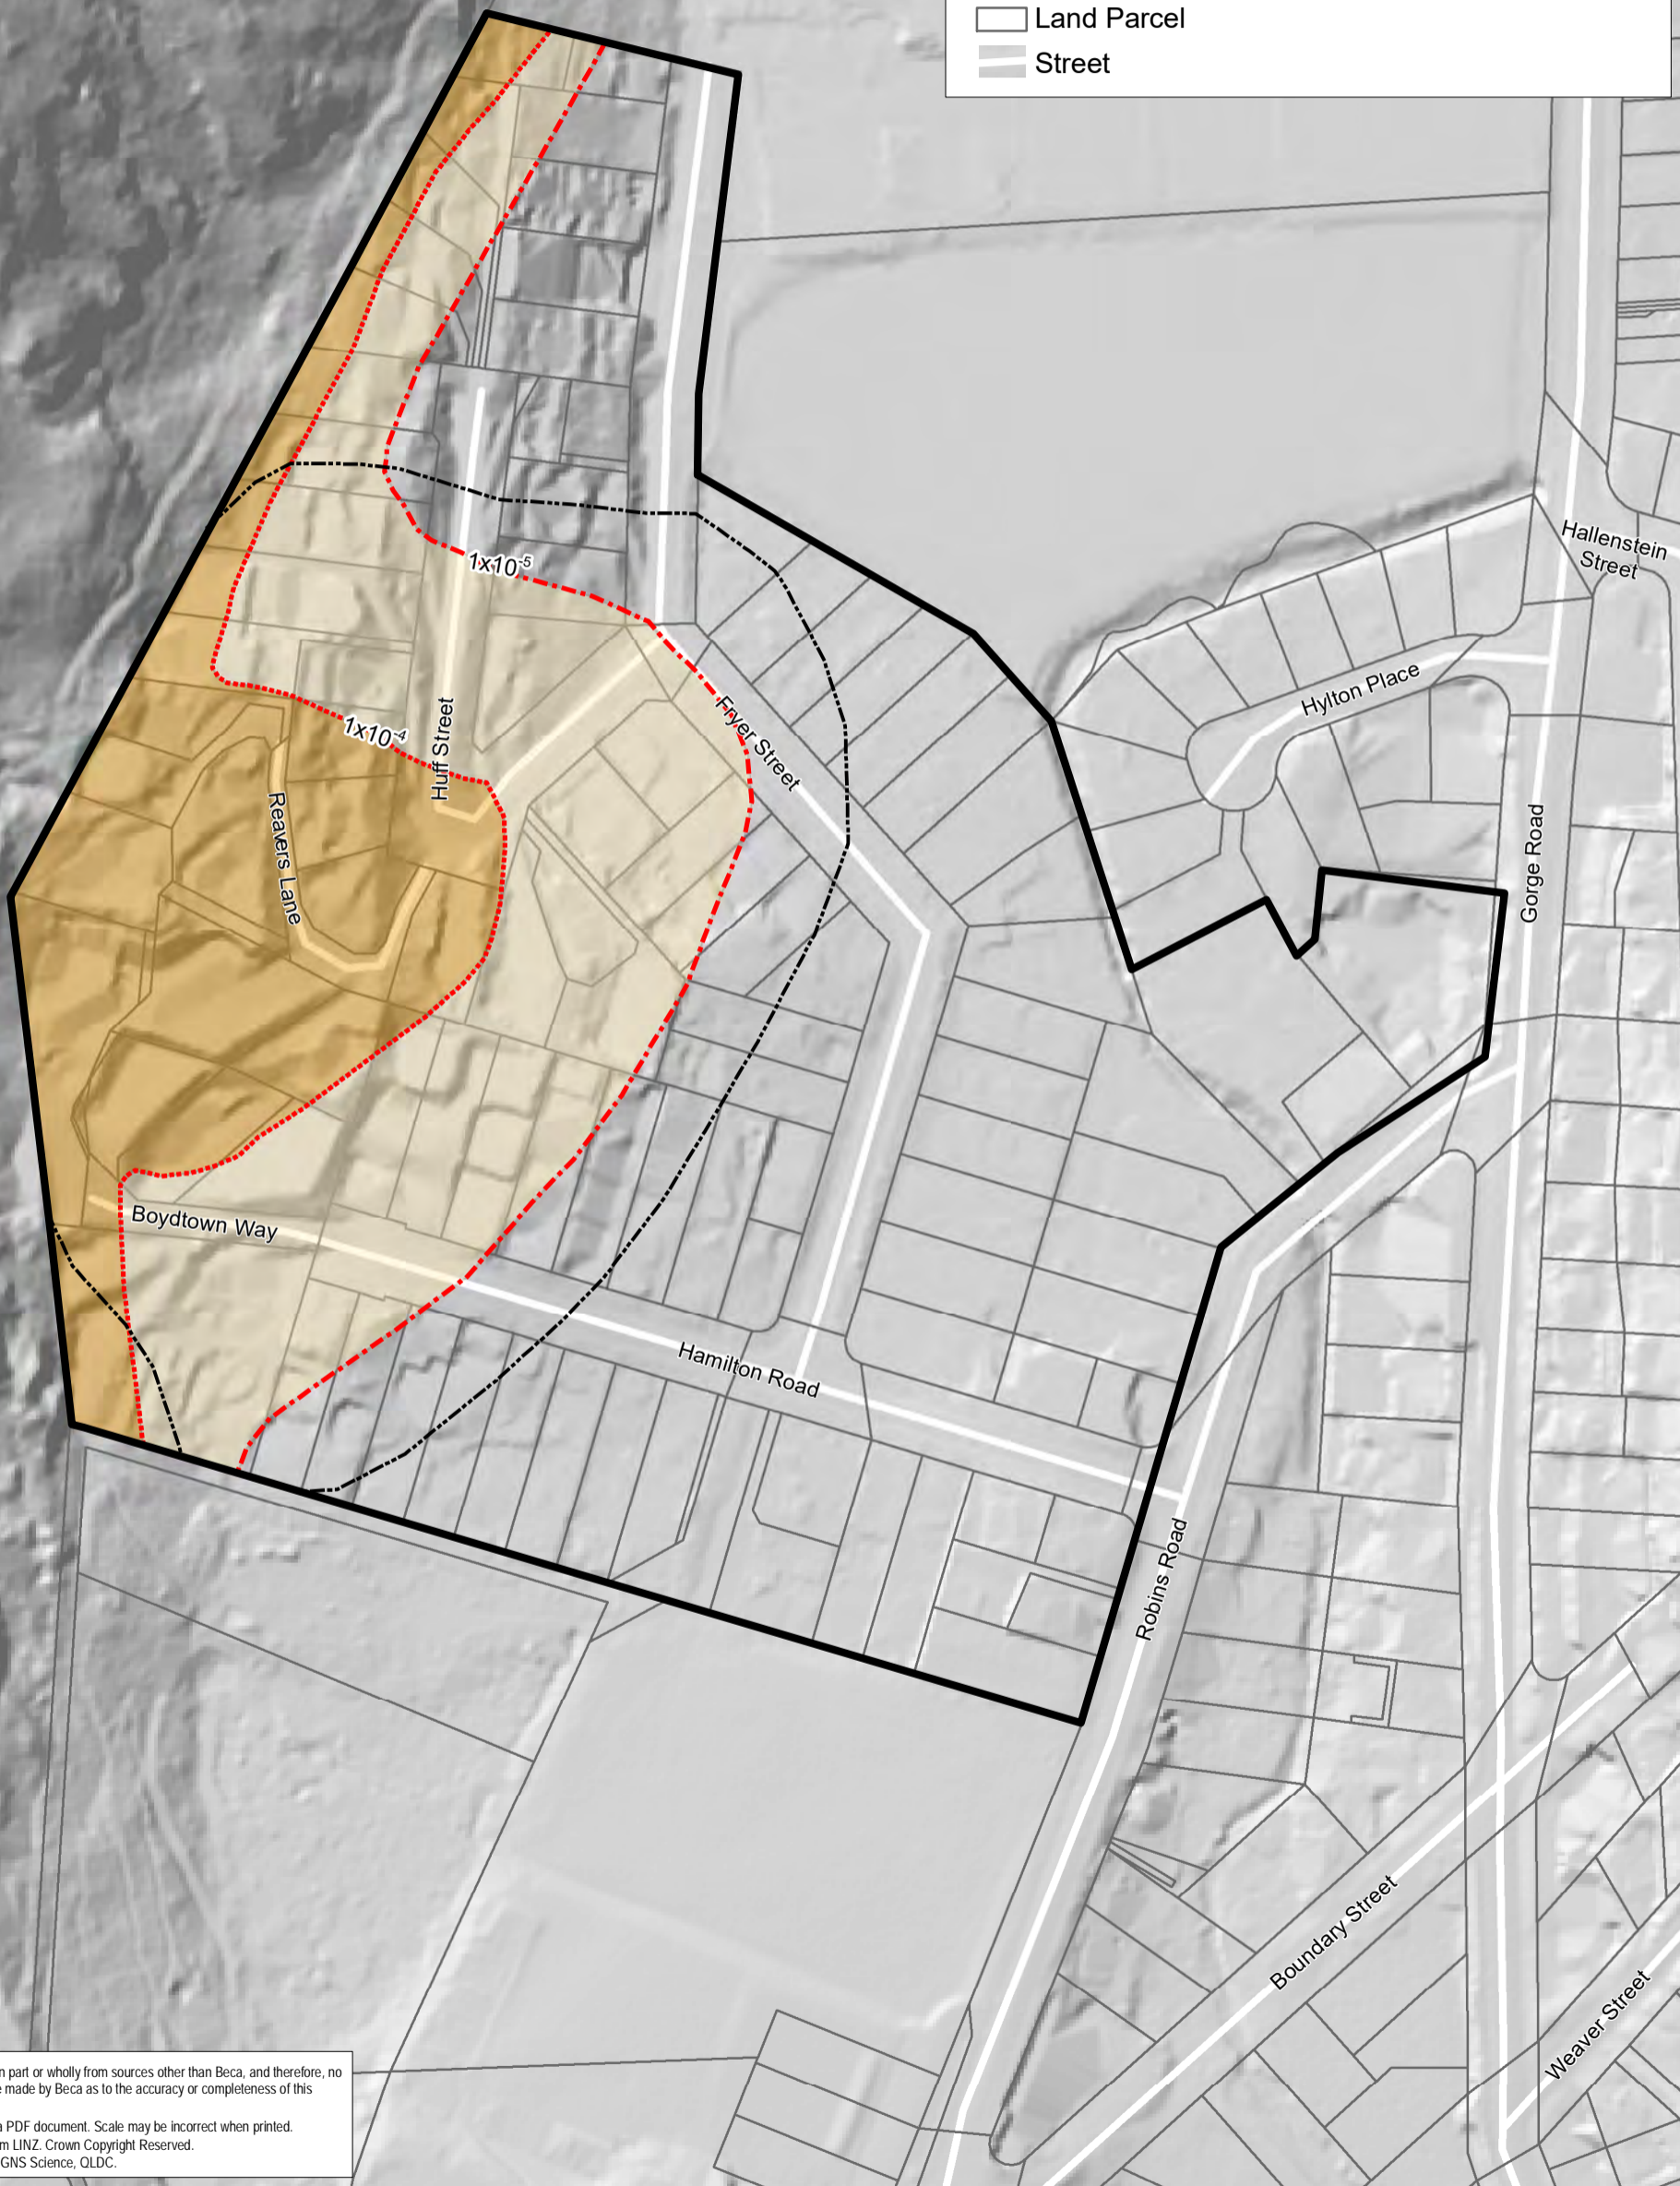 Land Parcel
Street
Hallenstein
Street
1x10⁻⁵
Hylton Place
Fryer Street
1x10⁻⁴
Huff Street
Reavers Lane
Gorge Road
Boydtown Way
Hamilton Road
Robins Road
Boundary Street
Weaver Street
n part or wholly from sources other than Beca, and therefore, no
made by Beca as to the accuracy or completeness of this
a PDF document. Scale may be incorrect when printed.
m LINZ. Crown Copyright Reserved.
GNS Science, QLDC.